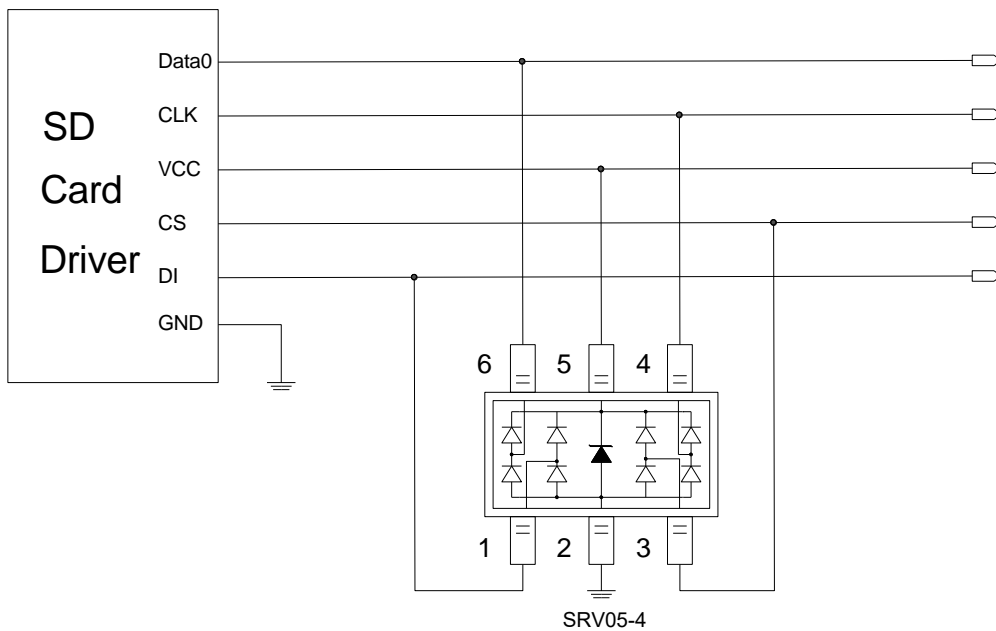 Data0
CLK
VCC
CS
DI
GND
SD
Card
Driver
6 5 4
1 2 3
SRV05-4